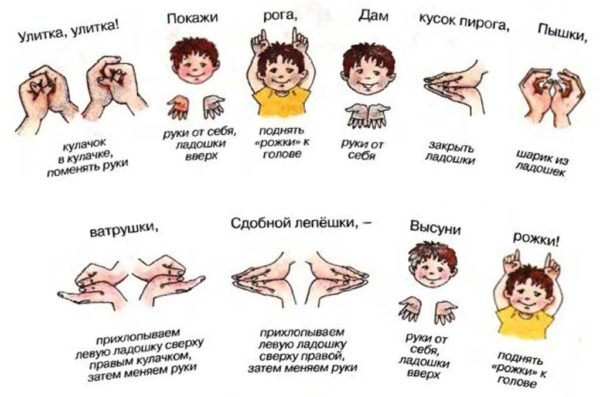 Улитка, улитка! Покажи рога, Дам кусок пирога, Пышки,
кулачок
в кулачке,
поменять руки
руки от себя,
ладошки
вверх
поднять
«рожки» к
голове
руки от
себя
закрыть
ладошки
шарик из
ладошек
ватрушки, Сдобной лепёшки, – Высуни рожки!
прихлопываем
левую ладошку сверху
правым кулачком,
затем меняем руки
прихлопываем
левую ладошку
сверху правой,
затем меняем руки
руки от
себя,
ладошки
вверх
поднять
«рожки» к
голове